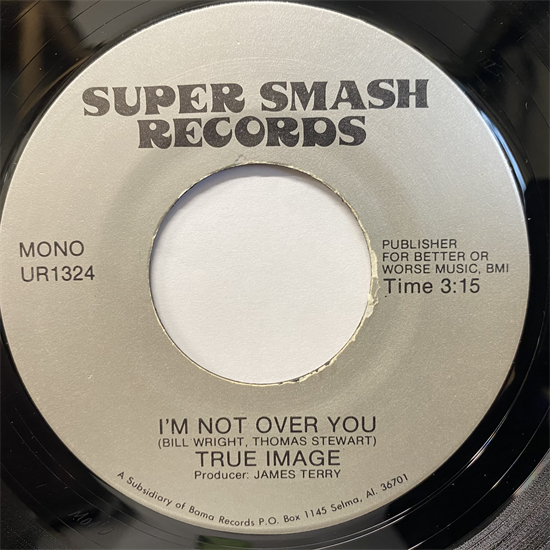 SUPER SMASH
RECORDS
MONO
UR1324
PUBLISHER
FOR BETTER OR
WORSE MUSIC, BMI
Time 3:15
I'M NOT OVER YOU
(BILL WRIGHT, THOMAS STEWART)
TRUE IMAGE
Producer: JAMES TERRY
A Subsidiary of Bama Records P.O. Box 1145 Selma, Al. 36701